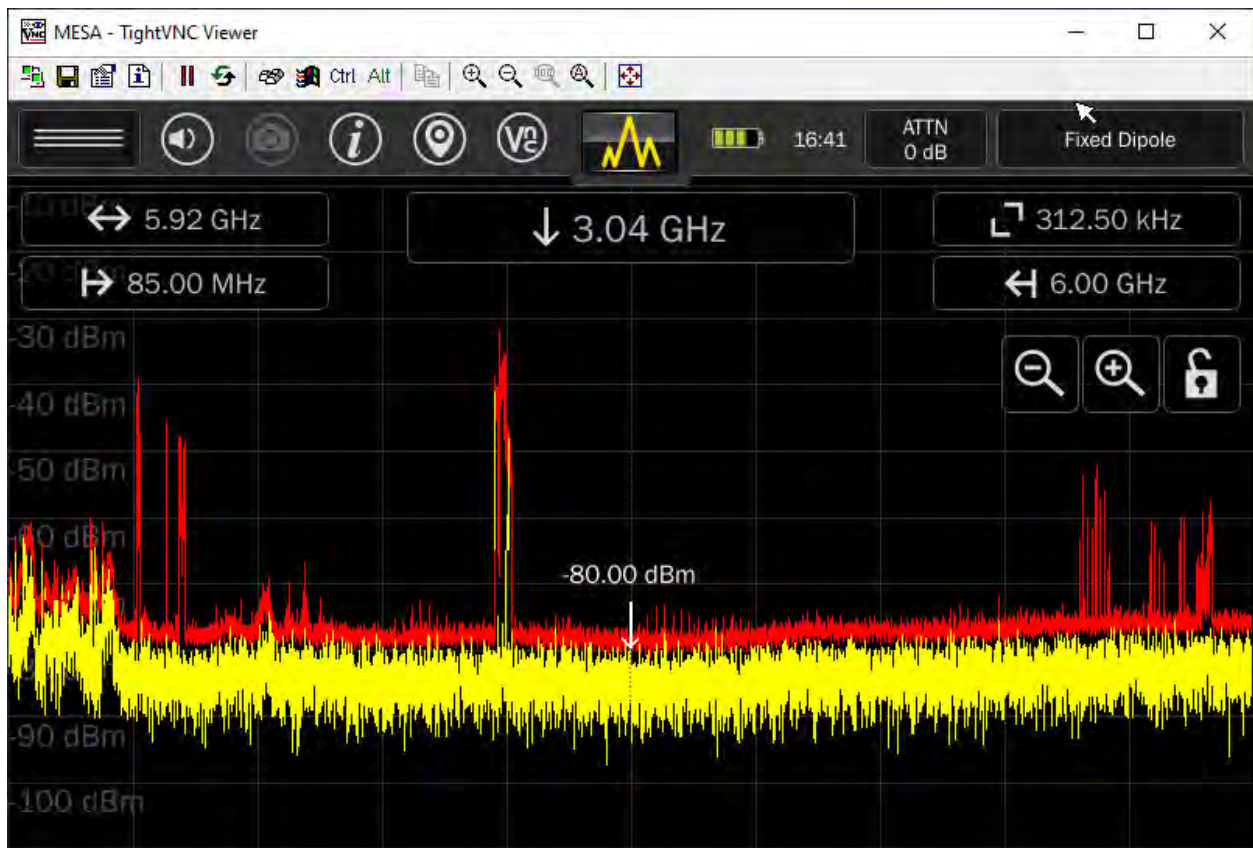 MESA - TightVNC Viewer
Ctrl Alt
16:41
ATTN
0 dB
Fixed Dipole
5.92 GHz
3.04 GHz
312.50 kHz
85.00 MHz
6.00 GHz
-30 dBm
-40 dBm
-50 dBm
-60 dBm
-80.00 dBm
-90 dBm
-100 dBm